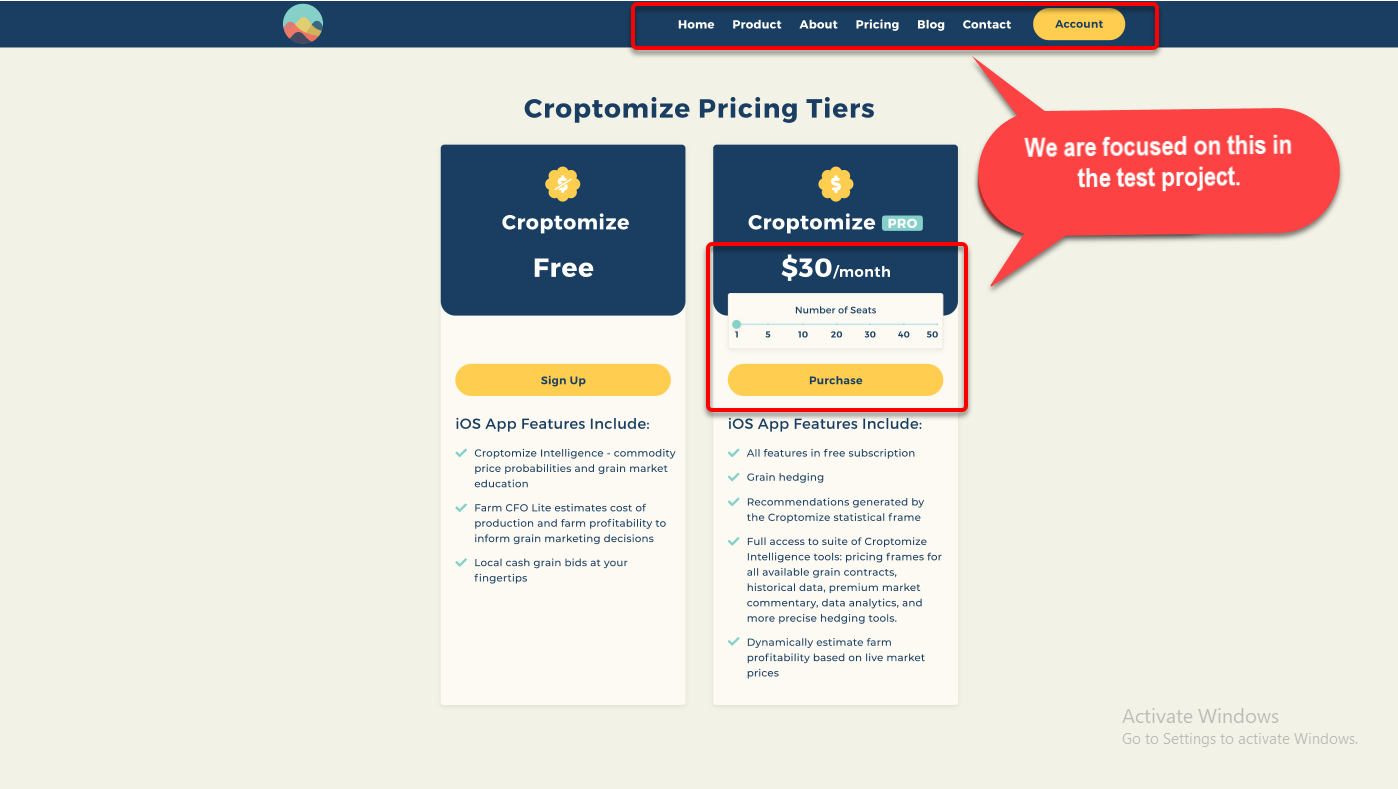 Home Product About Pricing Blog Contact Account
We are focused on this in
the test project.
Croptomize Pricing Tiers
Croptomize
Free
Sign Up
iOS App Features Include:
Croptomize Intelligence - commodity
price probabilities and grain market
education
Farm CFO Lite estimates cost of
production and farm profitability to
inform grain marketing decisions
Local cash grain bids at your
fingertips
Croptomize PRO
$30/month
Number of Seats
1 5 10 20 30 40 50
Purchase
iOS App Features Include:
All features in free subscription
Grain hedging
Recommendations generated by
the Croptomize statistical frame
Full access to suite of Croptomize
Intelligence tools: pricing frames for
all available grain contracts,
historical data, premium market
commentary, data analytics, and
more precise hedging tools.
Dynamically estimate farm
profitability based on live market
prices
Activate Windows
Go to Settings to activate Windows.